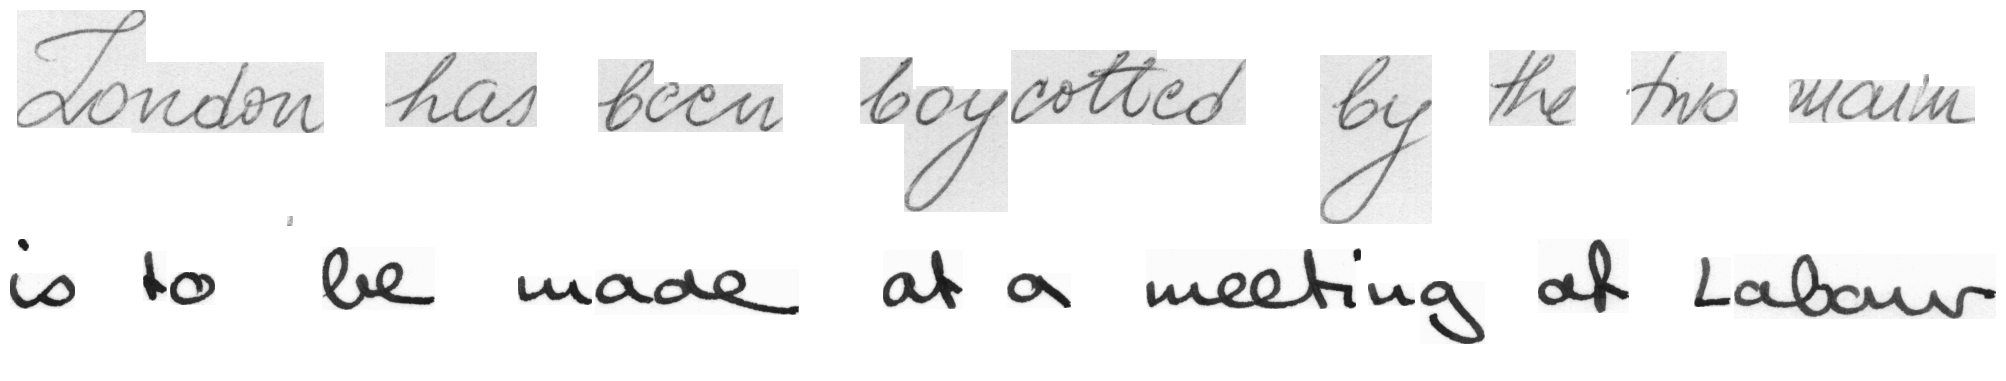 London has been boycotted by the two main
is to be made at a meeting of Labour